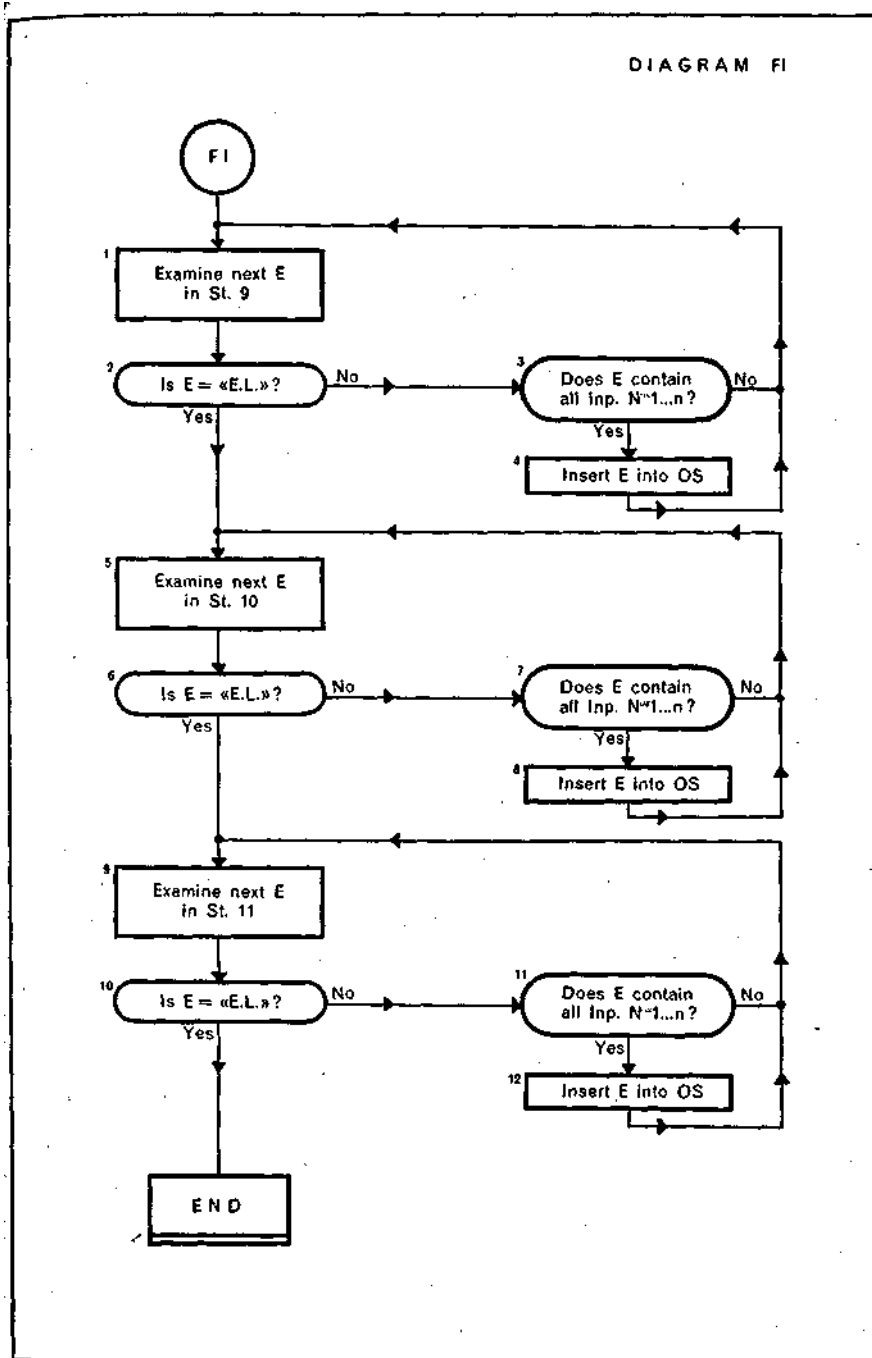 DIAGRAM FI
FI
1
Examine next E
in St. 9
2
Is E = «E.L.»?
No
Yes
3
Does E contain
all Inp. Nos1...n?
No
Yes
4
Insert E into OS
5
Examine next E
in St. 10
6
Is E = «E.L.»?
No
Yes
7
Does E contain
all Inp. Nos1...n?
No
Yes
8
Insert E into OS
9
Examine next E
in St. 11
10
Is E = «E.L.»?
No
Yes
11
Does E contain
all Inp. Nos1...n?
No
Yes
12
Insert E into OS
END